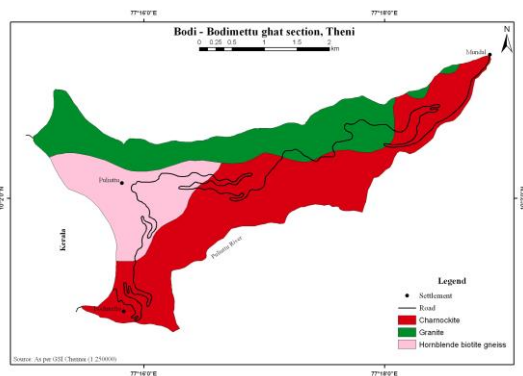 77°16'0"E
77°18'0"E
Bodi - Bodimettu ghat section, Theni
0 0.25 0.5 1 1.5 2
km
N
Mundal
Puliuttu
Kerala
Puliuttu River
Legend
Settlement
Road
Charnockite
Granite
Hornblende biotite gneiss
Source: As per GSI Chennai (1:250000)
77°16'0"E
77°18'0"E